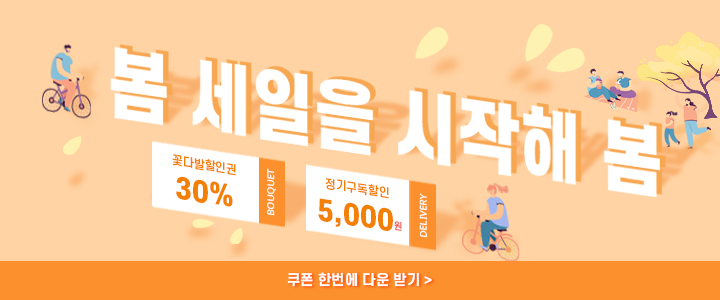 봄 세일을 시작해 봄
꽃다발할인권
30%
BOUQUET
정기구독할인
5,000원
DELIVERY
쿠폰 한번에 다운 받기 >